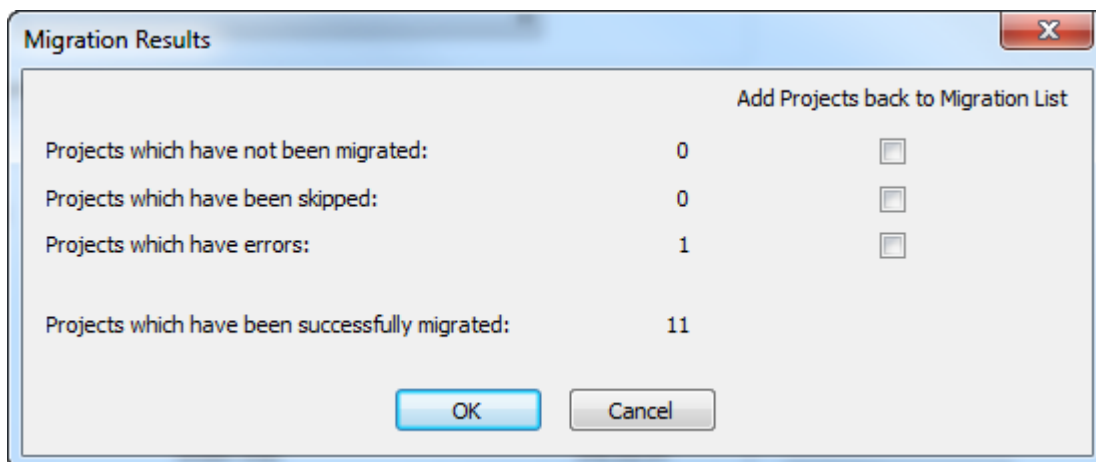 Migration Results
Add Projects back to Migration List
Projects which have not been migrated: 0
Projects which have been skipped: 0
Projects which have errors: 1
Projects which have been successfully migrated: 11
OK Cancel